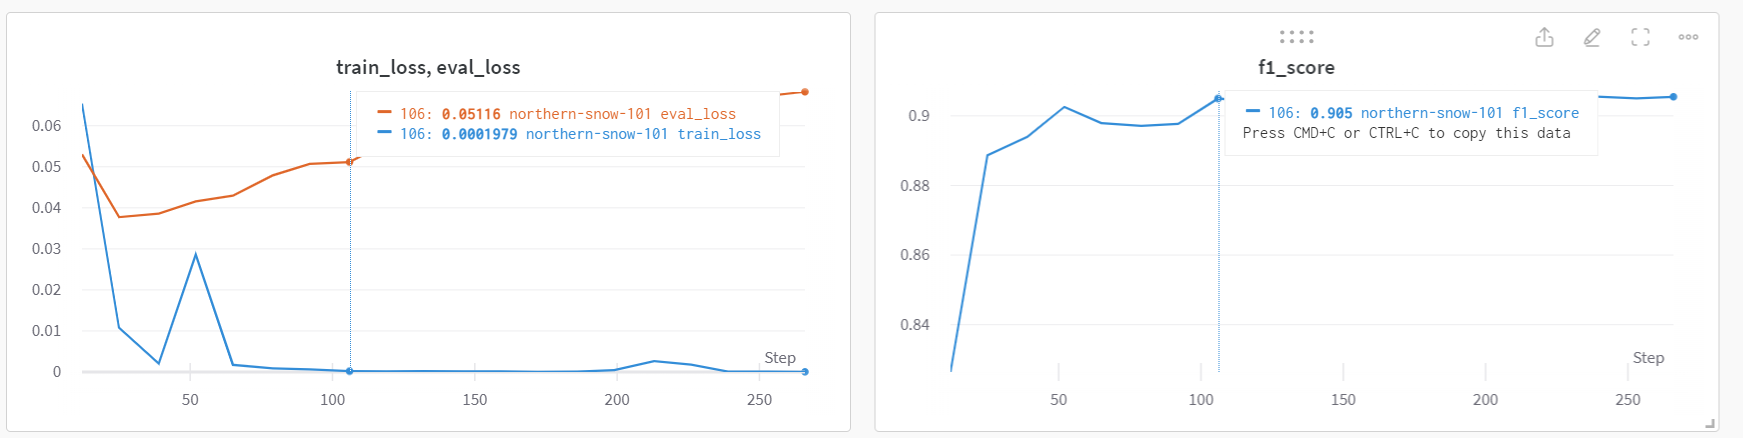 train_loss, eval_loss
106: 0.05116 northern-snow-101 eval_loss
106: 0.0001979 northern-snow-101 train_loss
0.06
0.05
0.04
0.03
0.02
0.01
0
Step
50 100 150 200 250
f1_score
106: 0.905 northern-snow-101 f1_score
Press CMD+C or CTRL+C to copy this data
0.9
0.88
0.86
0.84
Step
50 100 150 200 250